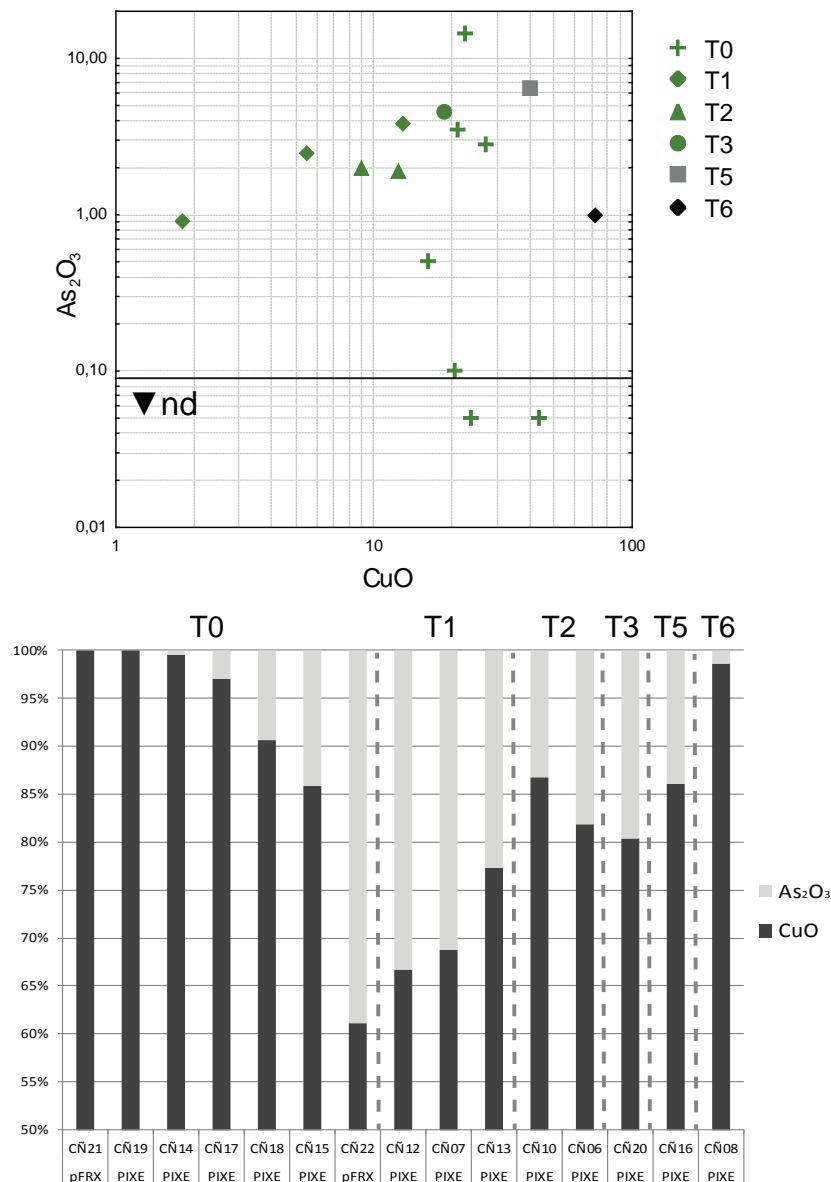 10,00
1,00
0,10
0,01
As₂O₃
▼ nd
1 10 100
CuO
T0
T1
T2
T3
T5
T6
T0 T1 T2 T3 T5 T6
100%
95%
90%
85%
80%
75%
70%
65%
60%
55%
50%
As₂O₃
CuO
CÑ21 CÑ19 CÑ14 CÑ17 CÑ18 CÑ15 CÑ22 CÑ12 CÑ07 CÑ13 CÑ10 CÑ06 CÑ20 CÑ16 CÑ08
pFRX PIXE PIXE PIXE PIXE PIXE pFRX PIXE PIXE PIXE PIXE PIXE PIXE PIXE PIXE